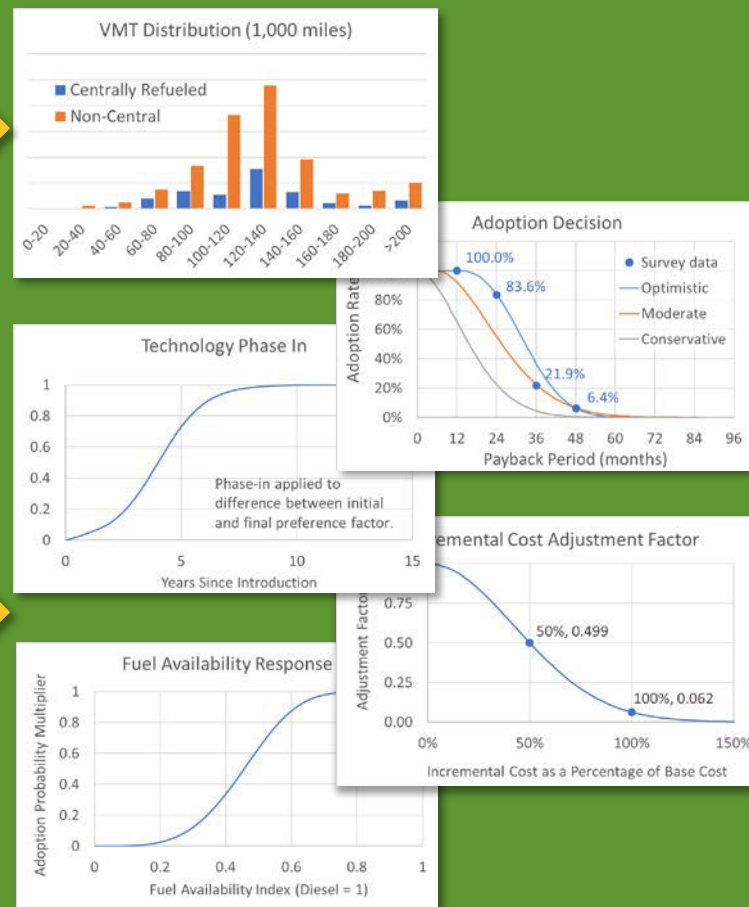 VMT Distribution (1,000 miles)
Centrally Refueled
Non-Central
0-20
20-40
40-60
60-80
80-100
100-120
120-140
140-160
160-180
180-200
>200
Adoption Decision
Adoption Rate
80%
60%
40%
20%
0%
100.0%
83.6%
21.9%
6.4%
Survey data
Optimistic
Moderate
Conservative
0 12 24 36 48 60 72 84 96
Payback Period (months)
Technology Phase In
1
0.8
0.6
0.4
0.2
0
Phase-in applied to
difference between initial
and final preference factor.
0 5 10 15
Years Since Introduction
emental Cost Adjustment Factor
Adjustment Factor
0.75
0.50
0.25
0.00
50%, 0.499
100%, 0.062
0% 50% 100% 150%
Incremental Cost as a Percentage of Base Cost
Fuel Availability Response
Adoption Probability Multiplier
1
0.8
0.6
0.4
0.2
0
0 0.2 0.4 0.6 0.8 1
Fuel Availability Index (Diesel = 1)